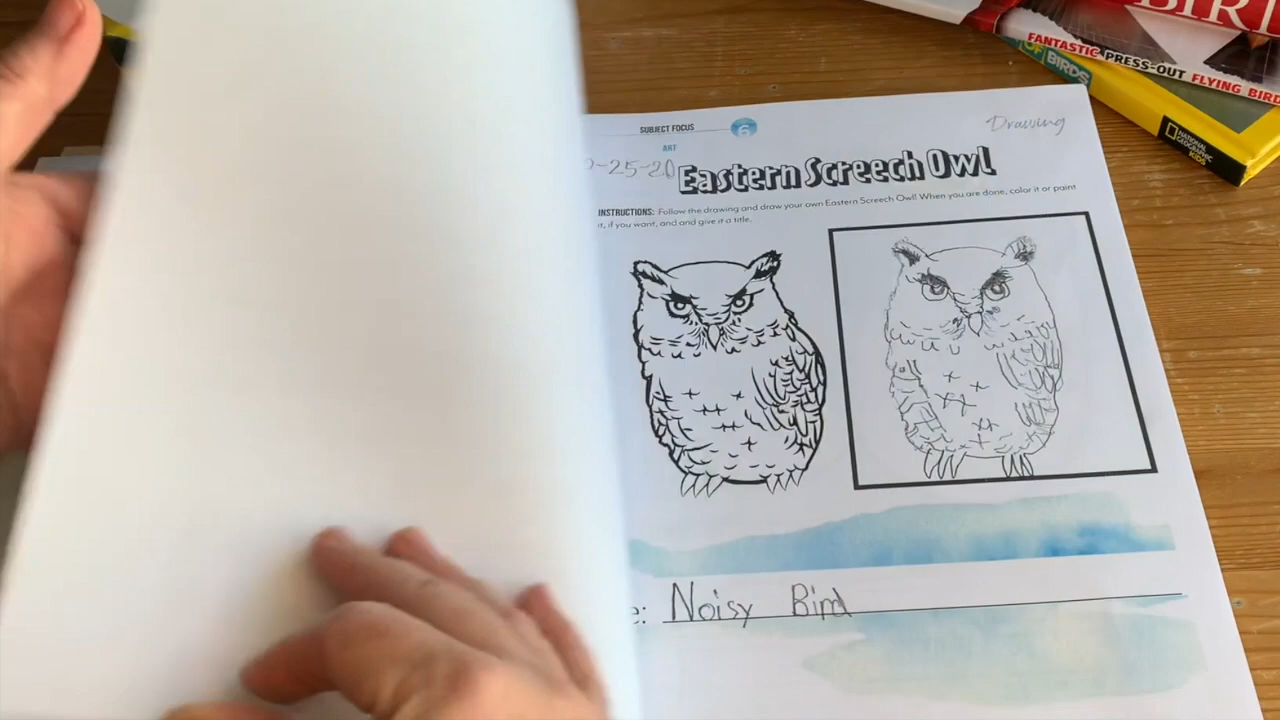 BIRD
FANTASTIC PRESS-OUT FLYING BIRD
OF BIRDS
NATIONAL
GEOGRAPHIC
KIDS
SUBJECT FOCUS 6
ART
Drawing
-25-20
Eastern Screech Owl
INSTRUCTIONS: Follow the drawing and draw your own Eastern Screech Owl! When you are done, color it or paint
it, if you want, and and give it a title.
e: Noisy Bird